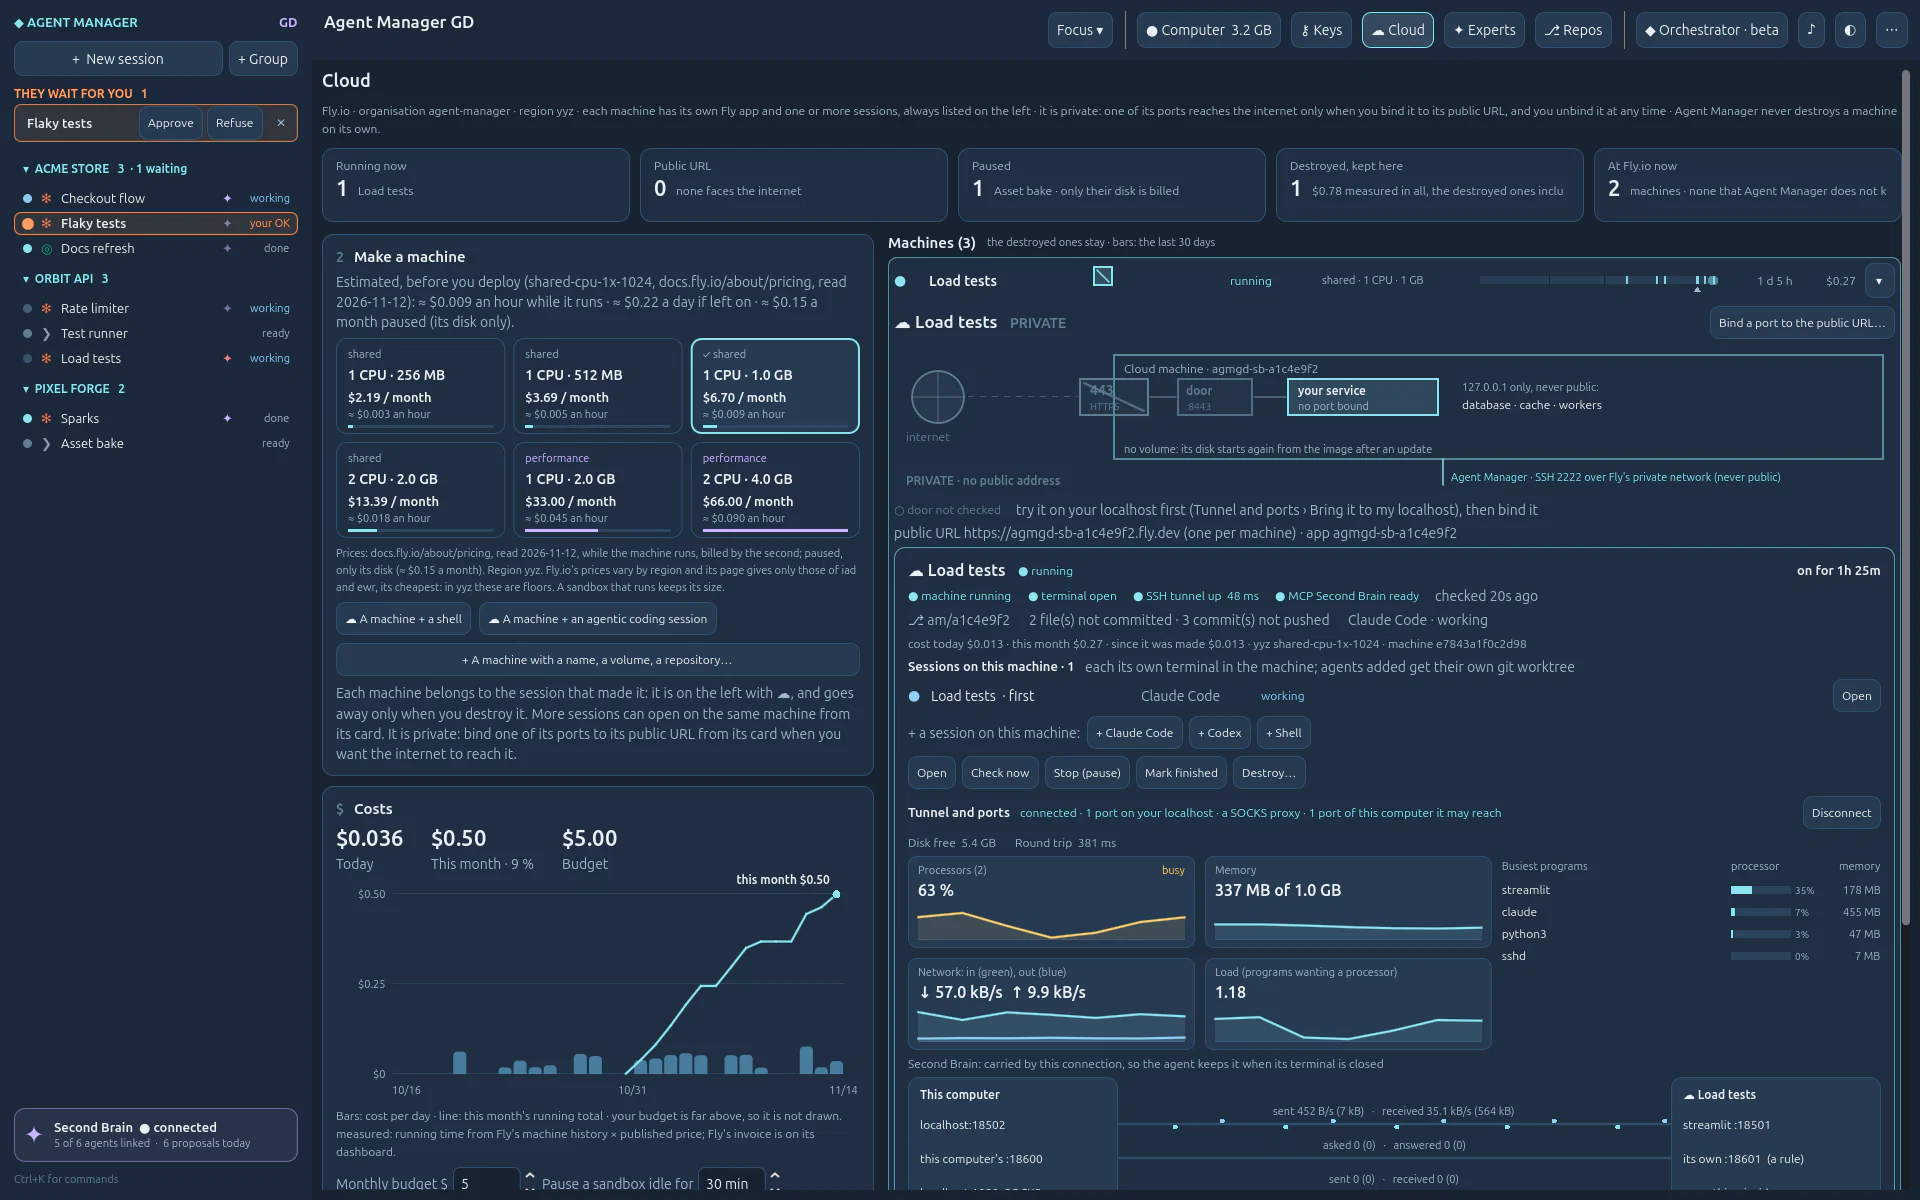 ◆ AGENT MANAGER GD
+ New session
+ Group
THEY WAIT FOR YOU 1
Flaky tests Approve Refuse ×
▾ ACME STORE 3 · 1 waiting
Checkout flow working
Flaky tests your OK
Docs refresh done
▾ ORBIT API 3
Rate limiter working
Test runner ready
Load tests working
▾ PIXEL FORGE 2
Sparks done
Asset bake ready
Second Brain ● connected
5 of 6 agents linked · 6 proposals today
Ctrl+K for commands
Agent Manager GD
Focus ▾
● Computer 3.2 GB
Keys
☁ Cloud
✦ Experts
Repos
◆ Orchestrator · beta
♪
◐
⋯
Cloud
Fly.io · organisation agent-manager · region yyz · each machine has its own Fly app and one or more sessions, always listed on the left · it is private: one of its ports reaches the internet only when you bind it to its public URL, and you unbind it at any time · Agent Manager never destroys a machine
on its own.
Running now
1 Load tests
Public URL
0 none faces the internet
Paused
1 Asset bake · only their disk is billed
Destroyed, kept here
1 $0.78 measured in all, the destroyed ones inclu
At Fly.io now
2 machines · none that Agent Manager does not k
2 Make a machine
Estimated, before you deploy (shared-cpu-1x-1024, docs.fly.io/about/pricing, read
2026-11-12): ≈ $0.009 an hour while it runs · ≈ $0.22 a day if left on · ≈ $0.15 a
month paused (its disk only).
shared
1 CPU · 256 MB
$2.19 / month
≈ $0.003 an hour
shared
1 CPU · 512 MB
$3.69 / month
≈ $0.005 an hour
✓ shared
1 CPU · 1.0 GB
$6.70 / month
≈ $0.009 an hour
shared
2 CPU · 2.0 GB
$13.39 / month
≈ $0.018 an hour
performance
1 CPU · 2.0 GB
$33.00 / month
≈ $0.045 an hour
performance
2 CPU · 4.0 GB
$66.00 / month
≈ $0.090 an hour
Prices: docs.fly.io/about/pricing, read 2026-11-12, while the machine runs, billed by the second; paused,
only its disk (≈ $0.15 a month). Region yyz. Fly.io's prices vary by region and its page gives only those of iad
and ewr, its cheapest: in yyz these are floors. A sandbox that runs keeps its size.
☁ A machine + a shell
☁ A machine + an agentic coding session
+ A machine with a name, a volume, a repository…
Each machine belongs to the session that made it: it is on the left with ☁, and goes
away only when you destroy it. More sessions can open on the same machine from
its card. It is private: bind one of its ports to its public URL from its card when you
want the internet to reach it.
$ Costs
$0.036 $0.50 $5.00
Today This month · 9 % Budget
this month $0.50
$0.50
$0.25
$0
10/16 10/31 11/14
Bars: cost per day · line: this month's running total · your budget is far above, so it is not drawn.
measured: running time from Fly's machine history × published price; Fly's invoice is on its
dashboard.
Monthly budget $ 5 Pause a sandbox idle for 30 min
Machines (3) the destroyed ones stay · bars: the last 30 days
Load tests running shared · 1 CPU · 1 GB 1 d 5 h $0.27 ▾
☁ Load tests PRIVATE
Bind a port to the public URL…
Cloud machine · agmgd-sb-a1c4e9f2
internet
443
HTTPS
door
:8443
your service
no port bound
127.0.0.1 only, never public:
database · cache · workers
no volume: its disk starts again from the image after an update
PRIVATE · no public address
Agent Manager · SSH 2222 over Fly's private network (never public)
○ door not checked try it on your localhost first (Tunnel and ports › Bring it to my localhost), then bind it
public URL https://agmgd-sb-a1c4e9f2.fly.dev (one per machine) · app agmgd-sb-a1c4e9f2
☁ Load tests ● running on for 1h 25m
● machine running ● terminal open ● SSH tunnel up 48 ms ● MCP Second Brain ready checked 20s ago
am/a1c4e9f2 2 file(s) not committed · 3 commit(s) not pushed Claude Code · working
cost today $0.013 · this month $0.27 · since it was made $0.013 · yyz shared-cpu-1x-1024 · machine e7843a1f0c2d98
Sessions on this machine · 1 each its own terminal in the machine; agents added get their own git worktree
Load tests · first Claude Code working Open
+ a session on this machine: + Claude Code + Codex + Shell
Open Check now Stop (pause) Mark finished Destroy…
Tunnel and ports connected · 1 port on your localhost · a SOCKS proxy · 1 port of this computer it may reach Disconnect
Disk free 5.4 GB Round trip 381 ms
Processors (2) busy
63 %
Memory
337 MB of 1.0 GB
Busiest programs processor memory
streamlit 35% 178 MB
claude 7% 455 MB
python3 3% 47 MB
sshd 0% 7 MB
Network: in (green), out (blue)
↓ 57.0 kB/s ↑ 9.9 kB/s
Load (programs wanting a processor)
1.18
Second Brain: carried by this connection, so the agent keeps it when its terminal is closed
This computer
☁ Load tests
sent 452 B/s (7 kB) · received 35.1 kB/s (564 kB)
localhost:18502 streamlit :18501
asked 0 (0) · answered 0 (0)
this computer's :18600 its own :18601 (a rule)
sent 0 (0) · received 0 (0)